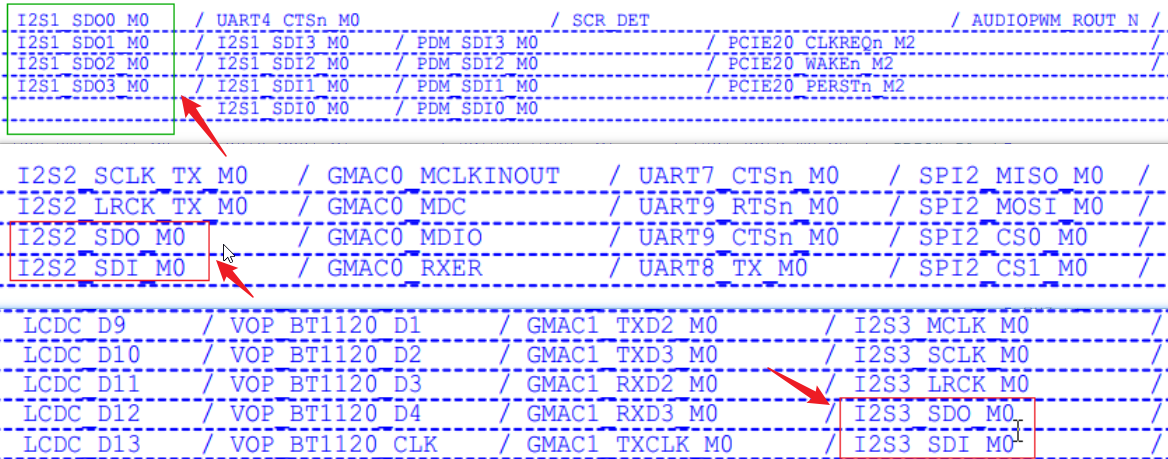 I2S1_SDO0_M0 / UART4_CTSn_M0 / SCR_DET / AUDIOPWM_ROUT_N /
I2S1_SDO1_M0 / I2S1_SDI3_M0 / PDM_SDI3_M0 / PCIE20_CLKREQn_M2 /
I2S1_SDO2_M0 / I2S1_SDI2_M0 / PDM_SDI2_M0 / PCIE20_WAKEn_M2 /
I2S1_SDO3_M0 / I2S1_SDI1_M0 / PDM_SDI1_M0 / PCIE20_PERSTn_M2
I2S1_SDI0_M0 / PDM_SDI0_M0
I2S2_SCLK_TX_M0 / GMAC0_MCLKINOUT / UART7_CTSn_M0 / SPI2_MISO_M0 /
I2S2_LRCK_TX_M0 / GMAC0_MDC / UART9_RTSn_M0 / SPI2_MOSI_M0 /
I2S2_SDO_M0 / GMAC0_MDIO / UART9_CTSn_M0 / SPI2_CS0_M0 /
I2S2_SDI_M0 / GMAC0_RXER / UART8_TX_M0 / SPI2_CS1_M0 /
LCDC_D9 / VOP_BT1120_D1 / GMAC1_TXD2_M0 / I2S3_MCLK_M0 /
LCDC_D10 / VOP_BT1120_D2 / GMAC1_TXD3_M0 / I2S3_SCLK_M0 /
LCDC_D11 / VOP_BT1120_D3 / GMAC1_RXD2_M0 / I2S3_LRCK_M0 /
LCDC_D12 / VOP_BT1120_D4 / GMAC1_RXD3_M0 / I2S3_SDO_M0 /
LCDC_D13 / VOP_BT1120_CLK / GMAC1_TXCLK_M0 / I2S3_SDI_M0 /